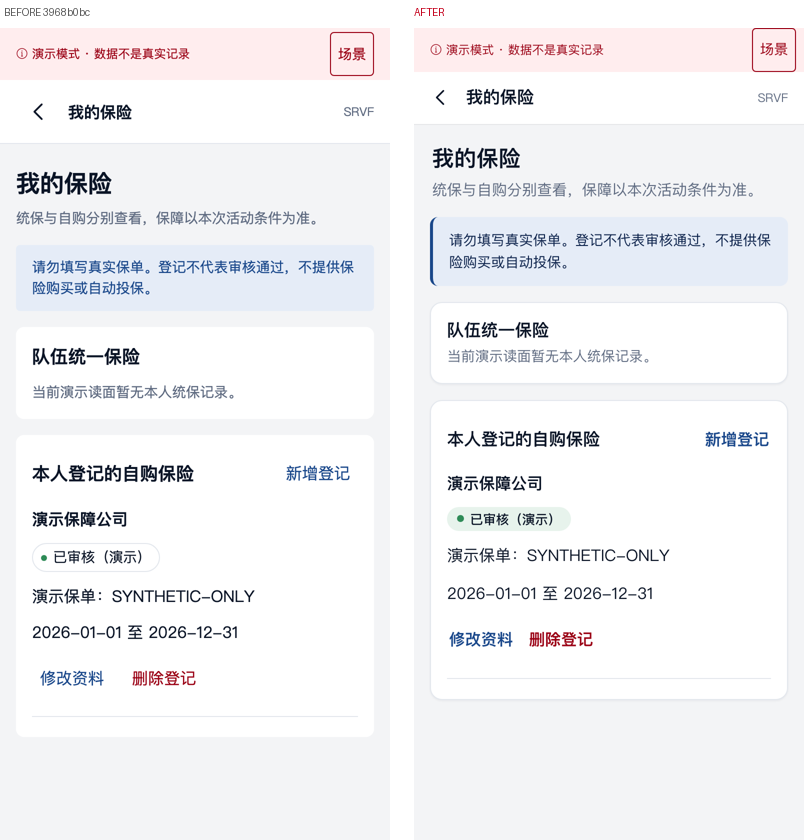 BEFORE 3968b0bc
演示模式 · 数据不是真实记录
场景
我的保险
SRVF
我的保险
统保与自购分别查看，保障以本次活动条件为准。
请勿填写真实保单。登记不代表审核通过，不提供保
险购买或自动投保。
队伍统一保险
当前演示读面暂无本人统保记录。
本人登记的自购保险
新增登记
演示保障公司
已审核（演示）
演示保单：SYNTHETIC-ONLY
2026-01-01 至 2026-12-31
修改资料
删除登记
AFTER
演示模式 · 数据不是真实记录
场景
我的保险
SRVF
我的保险
统保与自购分别查看，保障以本次活动条件为准。
请勿填写真实保单。登记不代表审核通过，不提供保
险购买或自动投保。
队伍统一保险
当前演示读面暂无本人统保记录。
本人登记的自购保险
新增登记
演示保障公司
已审核（演示）
演示保单：SYNTHETIC-ONLY
2026-01-01 至 2026-12-31
修改资料
删除登记